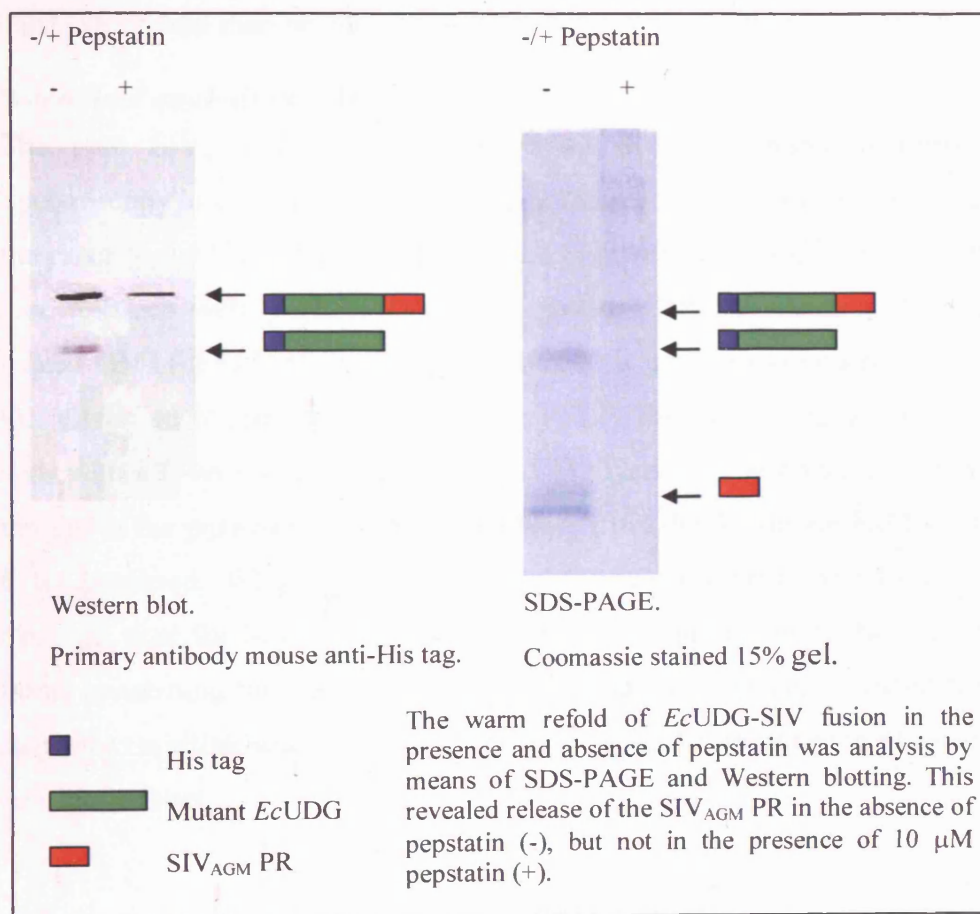 -/+ Pepstatin
-/+ Pepstatin
- +
- +
Western blot.
Primary antibody mouse anti-His tag.
SDS-PAGE.
Coomassie stained 15% gel.
His tag
Mutant EcUDG
SIVAGM PR
The warm refold of EcUDG-SIV fusion in the
presence and absence of pepstatin was analysis by
means of SDS-PAGE and Western blotting. This
revealed release of the SIVAGM PR in the absence of
pepstatin (-), but not in the presence of 10 μM
pepstatin (+).